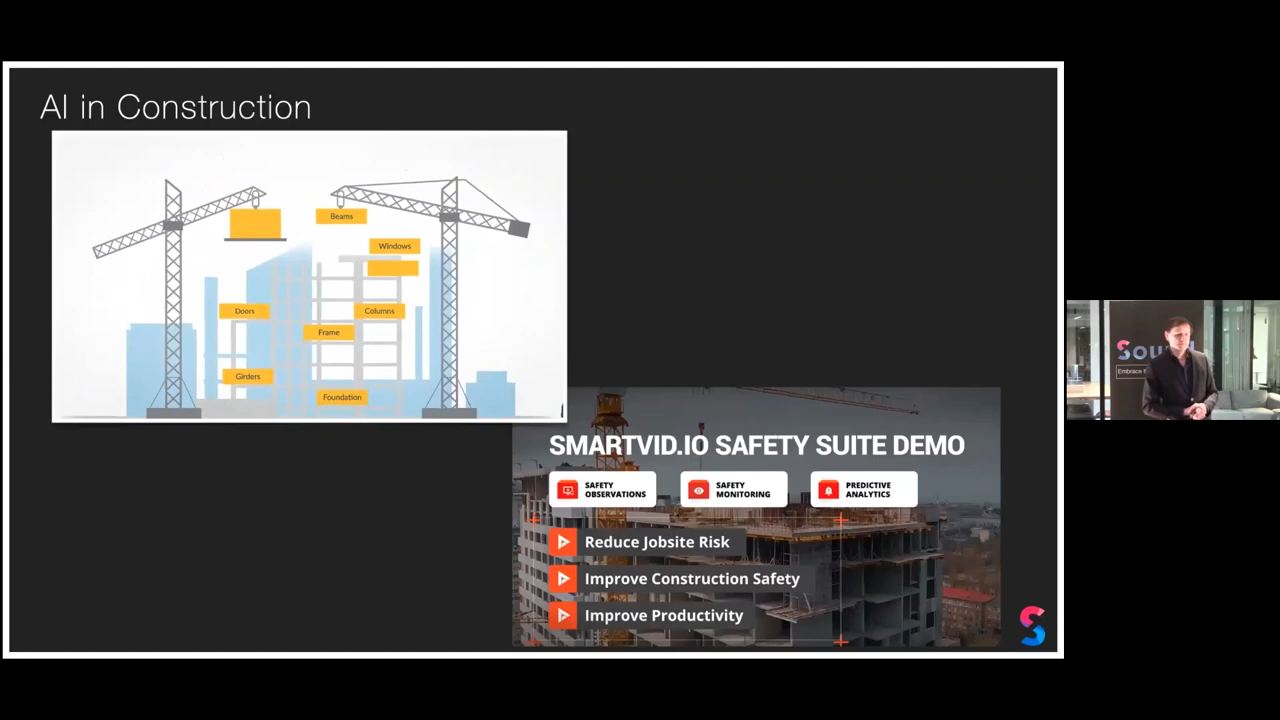 AI in Construction
Beams
Windows
Doors
Columns
Frame
Girders
Foundation
SMARTVID.IO SAFETY SUITE DEMO
SAFETY
OBSERVATIONS
SAFETY
MONITORING
PREDICTIVE
ANALYTICS
Reduce Jobsite Risk
Improve Construction Safety
Improve Productivity
Embrace